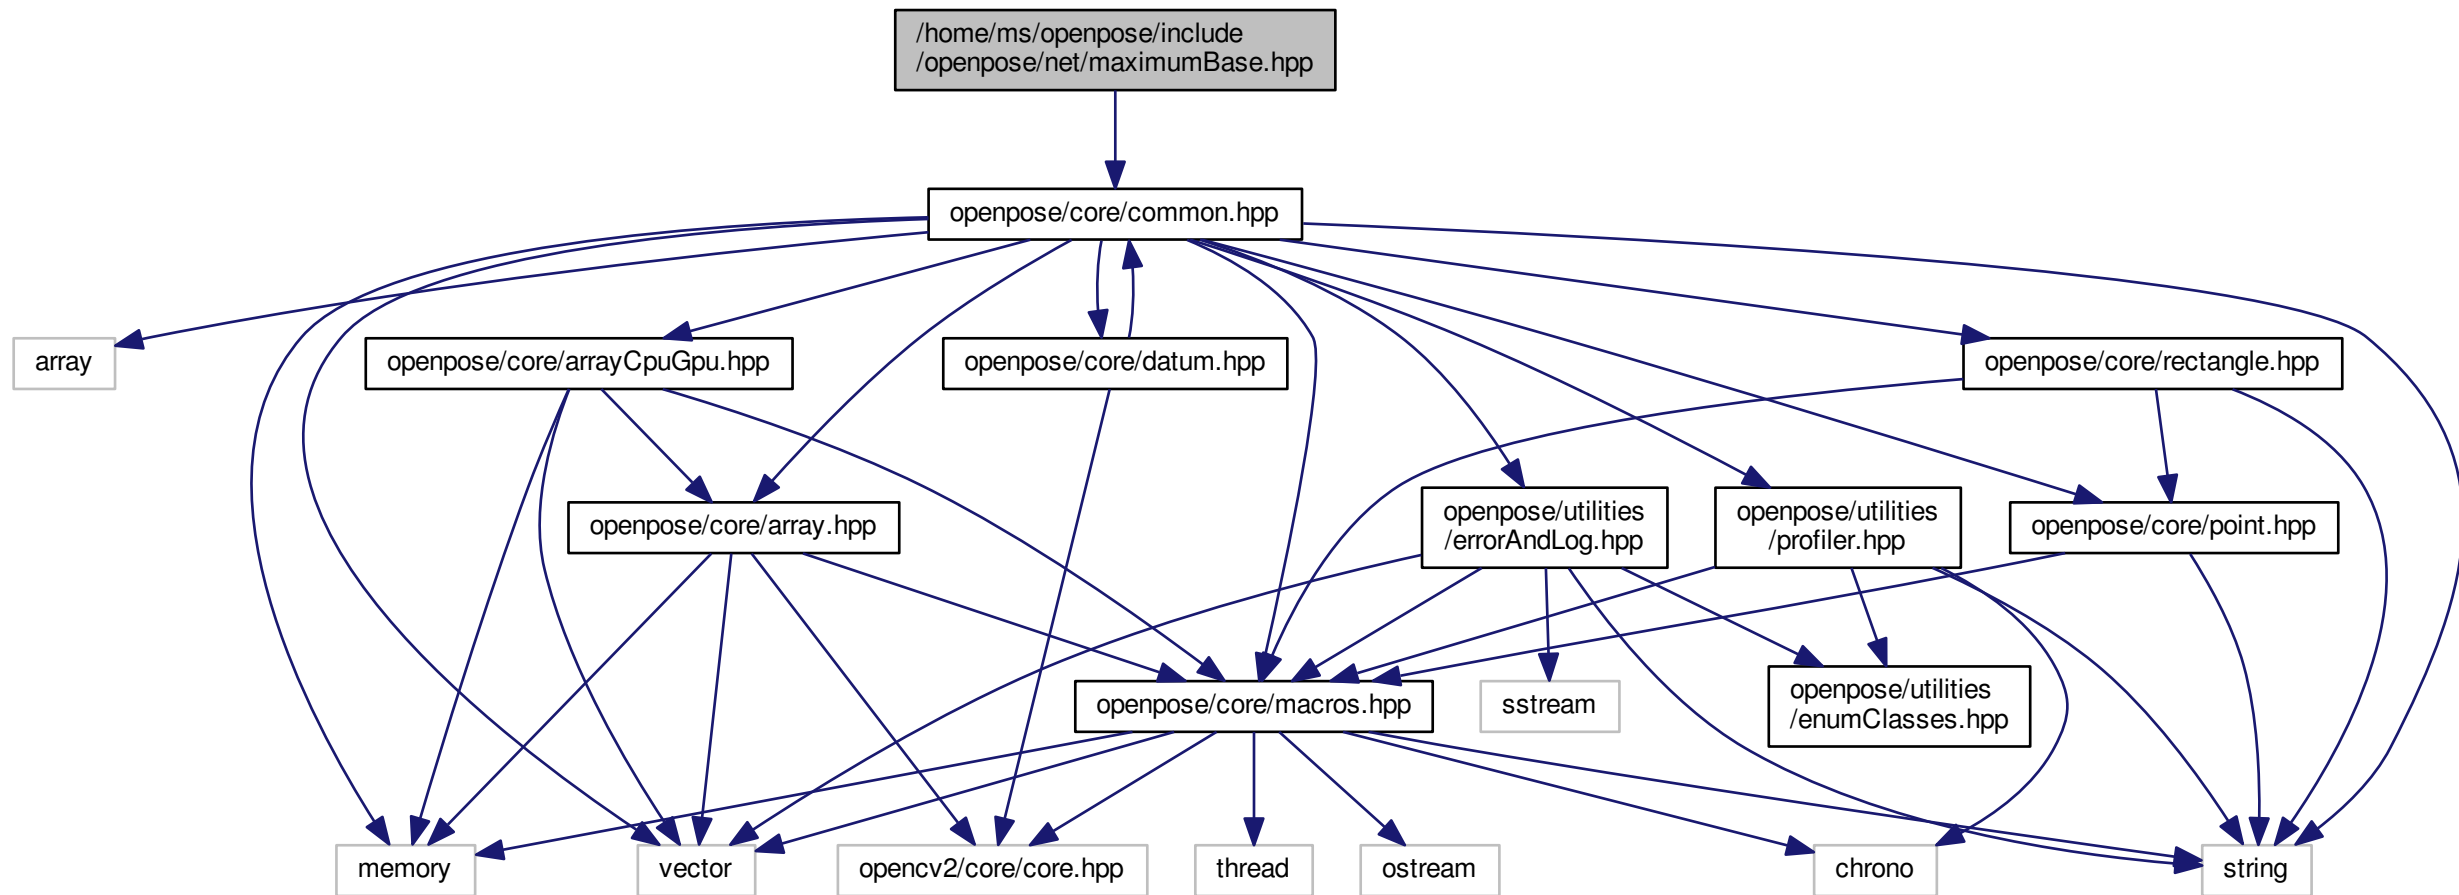 /home/ms/openpose/include
/openpose/net/maximumBase.hpp
openpose/core/common.hpp
array
openpose/core/arrayCpuGpu.hpp
openpose/core/datum.hpp
openpose/core/rectangle.hpp
openpose/core/array.hpp
openpose/utilities
/errorAndLog.hpp
openpose/utilities
/profiler.hpp
openpose/core/point.hpp
openpose/core/macros.hpp
sstream
openpose/utilities
/enumClasses.hpp
memory
vector
opencv2/core/core.hpp
thread
ostream
chrono
string